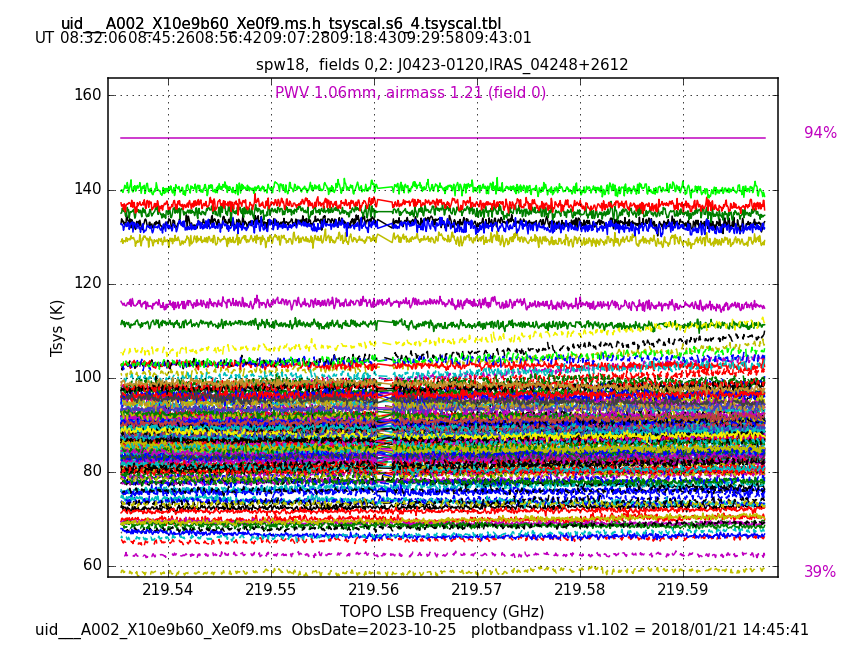 uid___A002_X10e9b60_Xe0f9.ms.h_tsyscal.s6_4.tsyscal.tbl
UT 08:32:06 08:45:26 08:56:42 09:07:28 09:18:43 09:29:58 09:43:01
spw18, fields 0,2: J0423-0120,IRAS_04248+2612
PWV 1.06mm, airmass 1.21 (field 0)
160
94%
140
120
Tsys (K)
100
80
60
39%
219.54 219.55 219.56 219.57 219.58 219.59
TOPO LSB Frequency (GHz)
uid___A002_X10e9b60_Xe0f9.ms ObsDate=2023-10-25 plotbandpass v1.102 = 2018/01/21 14:45:41